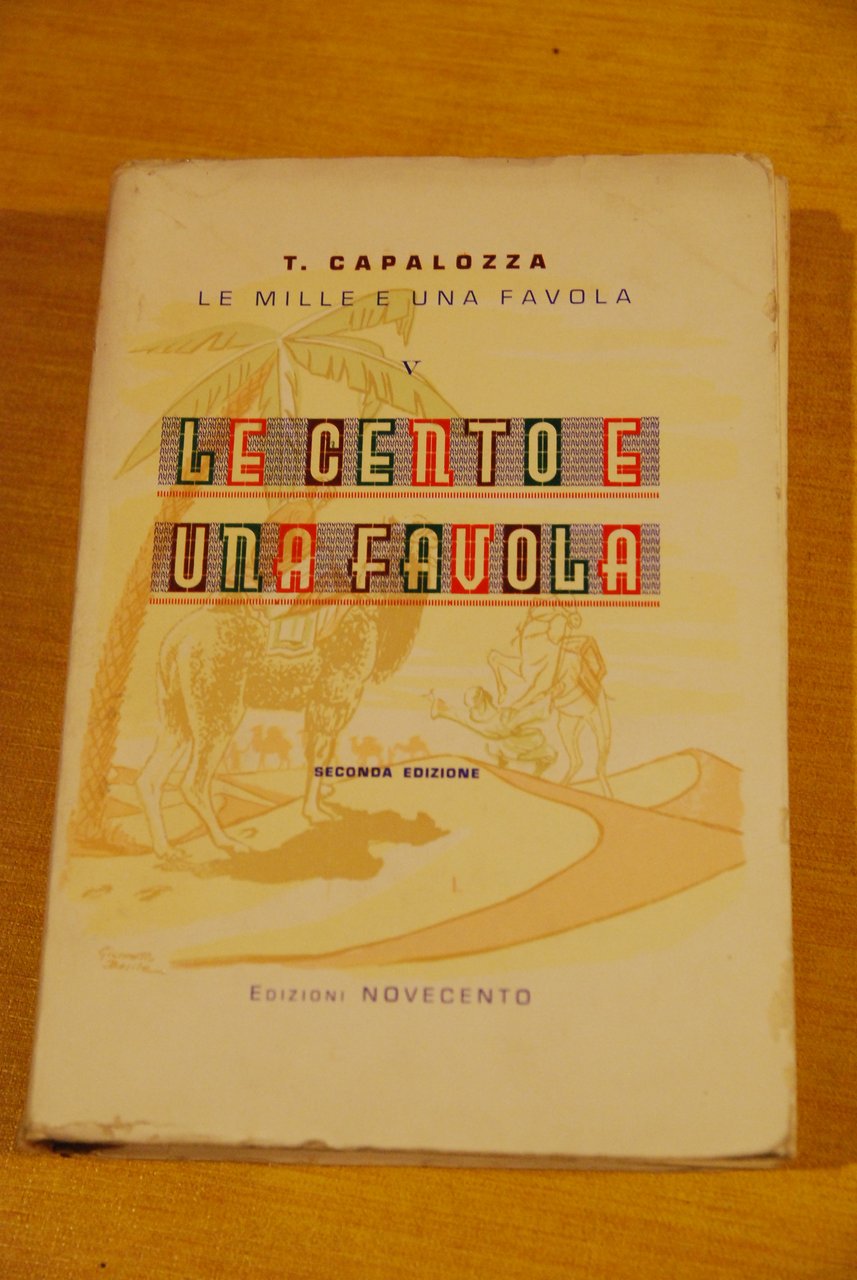 T. CAPALOZZA
LE MILLE E UNA FAVOLA
V
LE CENTO E
UNA FAVOLA
SECONDA EDIZIONE
EDIZIONI NOVECENTO